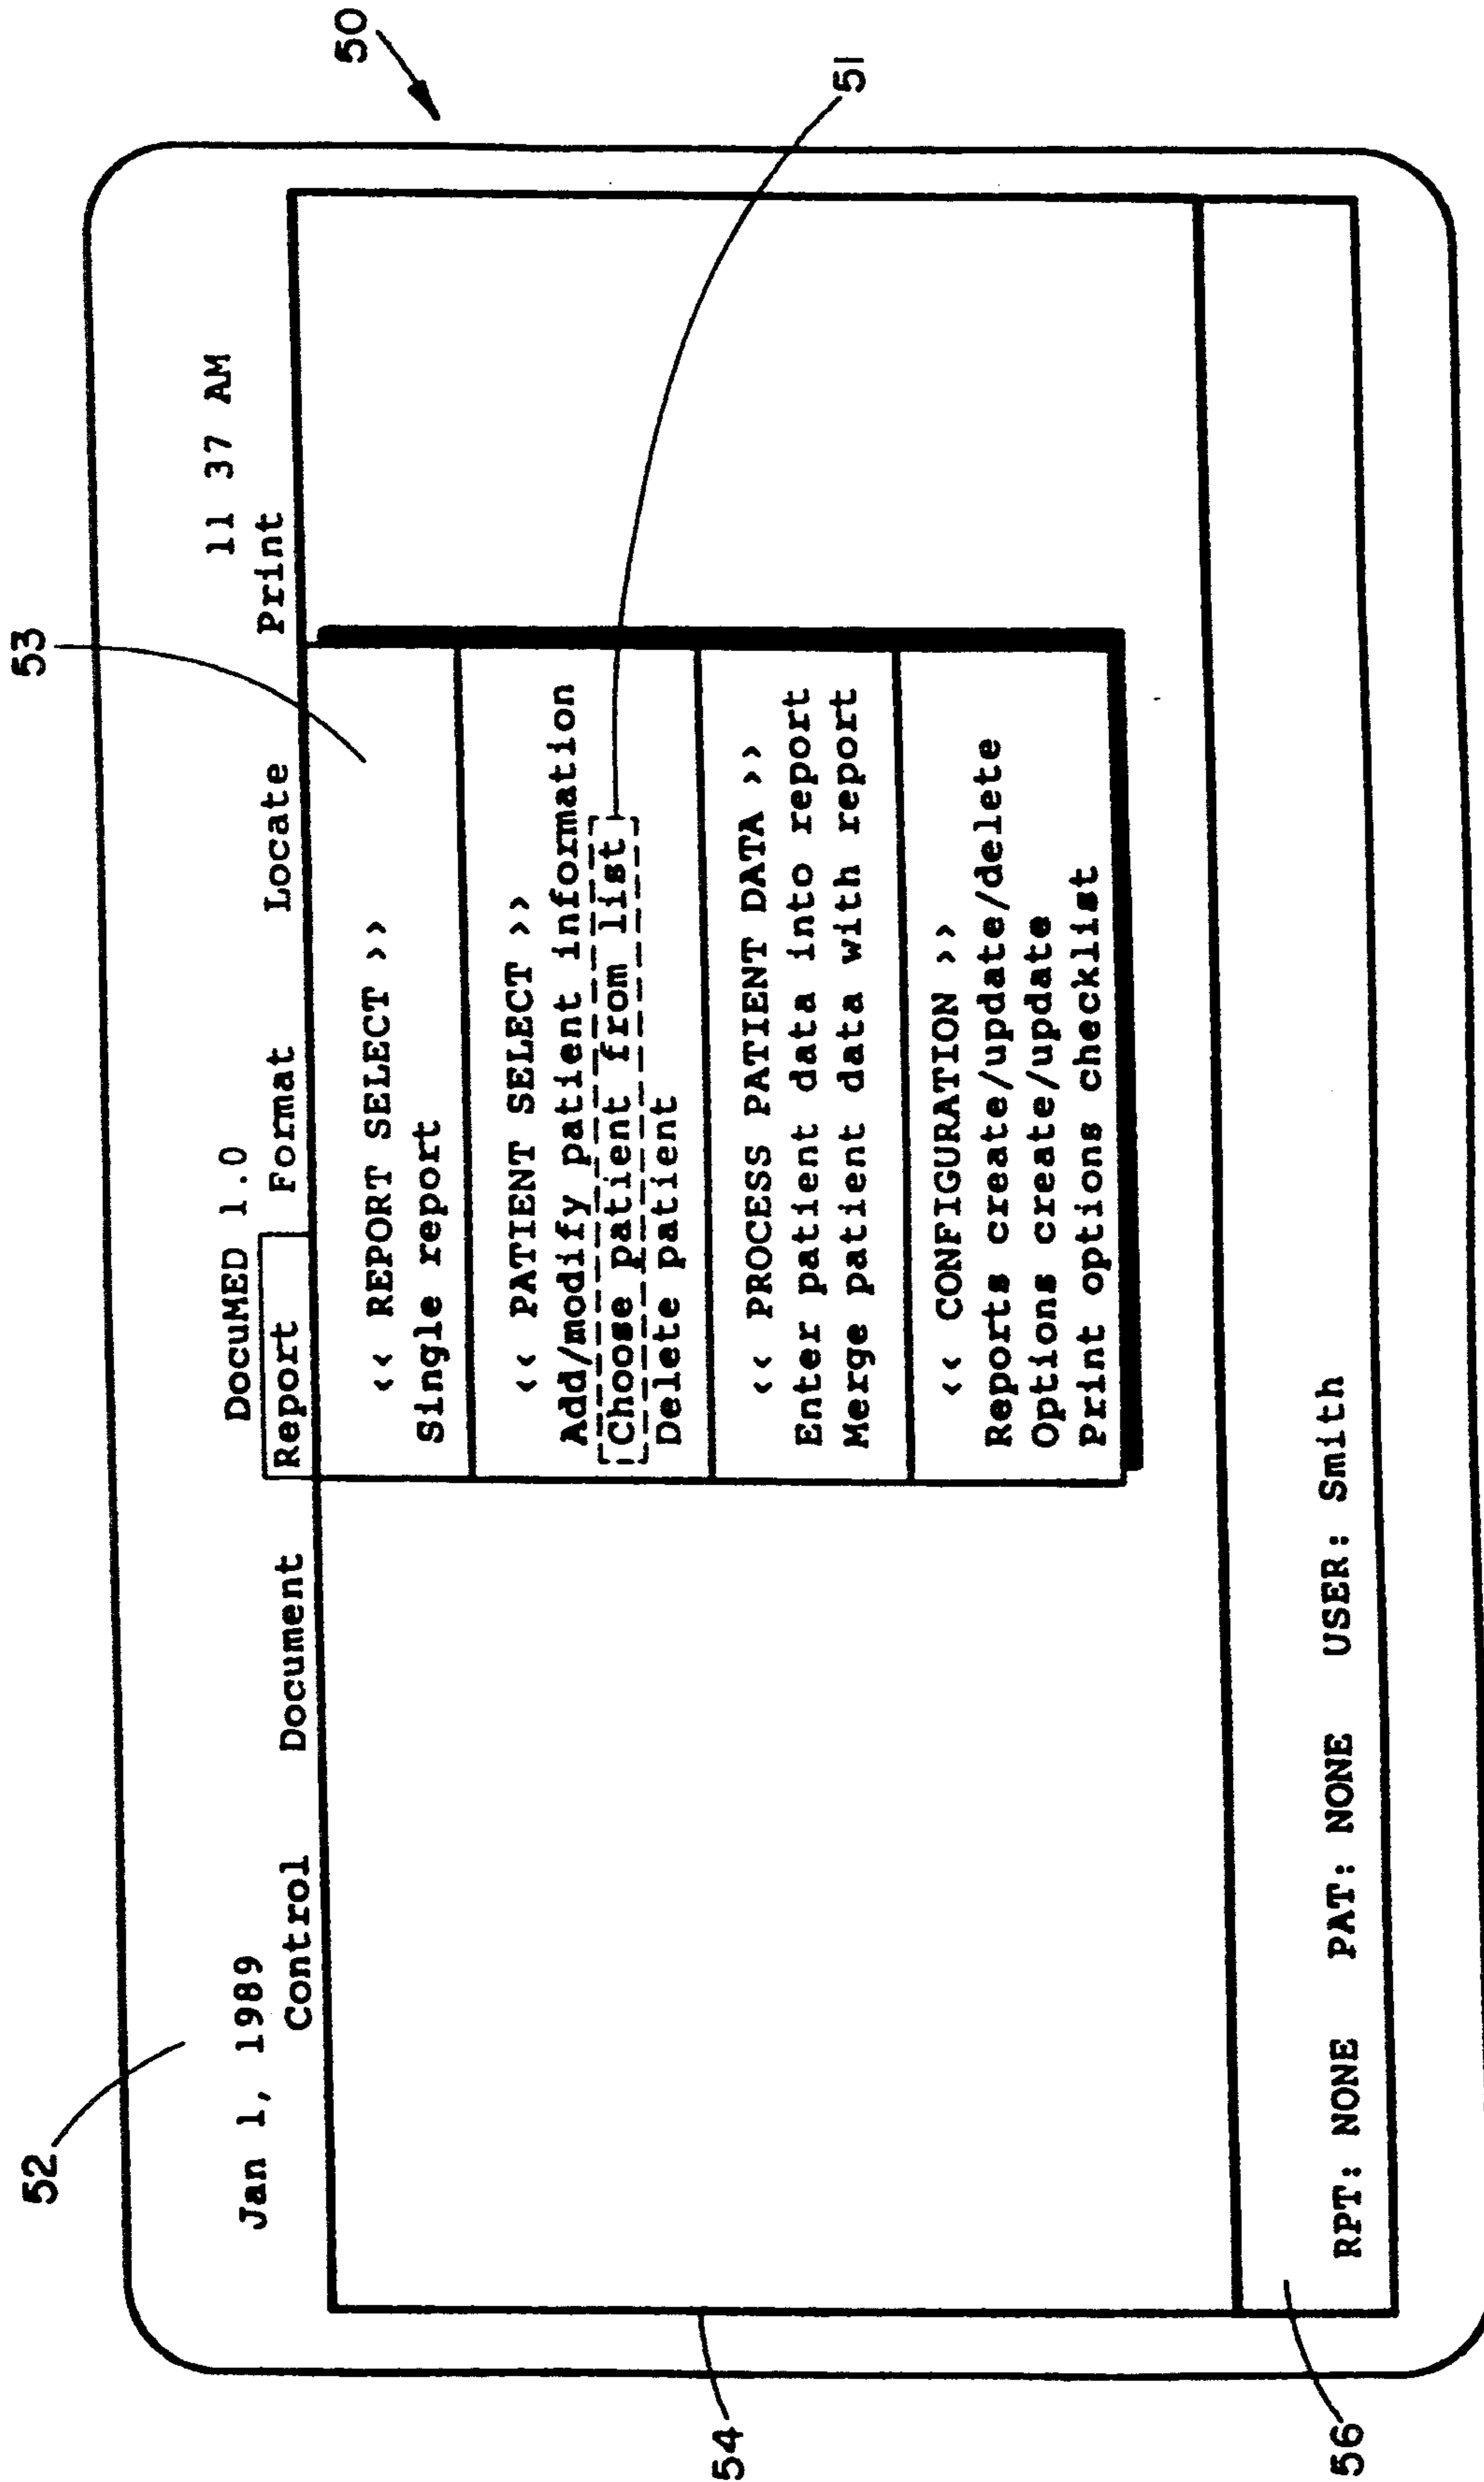 53
52
50
Jan 1, 1989 DocuMED 1.0 11 37 AM
Control Document Report Format Locate Print
<< REPORT SELECT >>
Single report
<< PATIENT SELECT >>
Add/modify patient information
Choose patient from list
Delete patient
51
<< PROCESS PATIENT DATA >>
Enter patient data into report
Merge patient data with report
<< CONFIGURATION >>
Reports create/update/delete
Options create/update
Print options checklist
54
RPT: NONE PAT: NONE USER: Smith
56